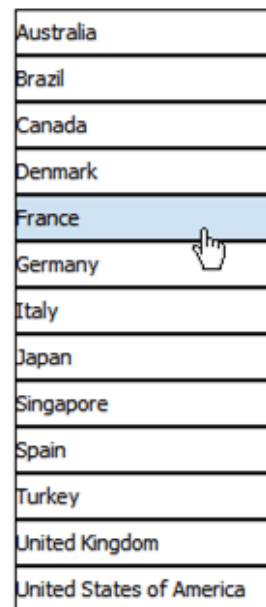 Australia
Brazil
Canada
Denmark
France
Germany
Italy
Japan
Singapore
Spain
Turkey
United Kingdom
United States of America